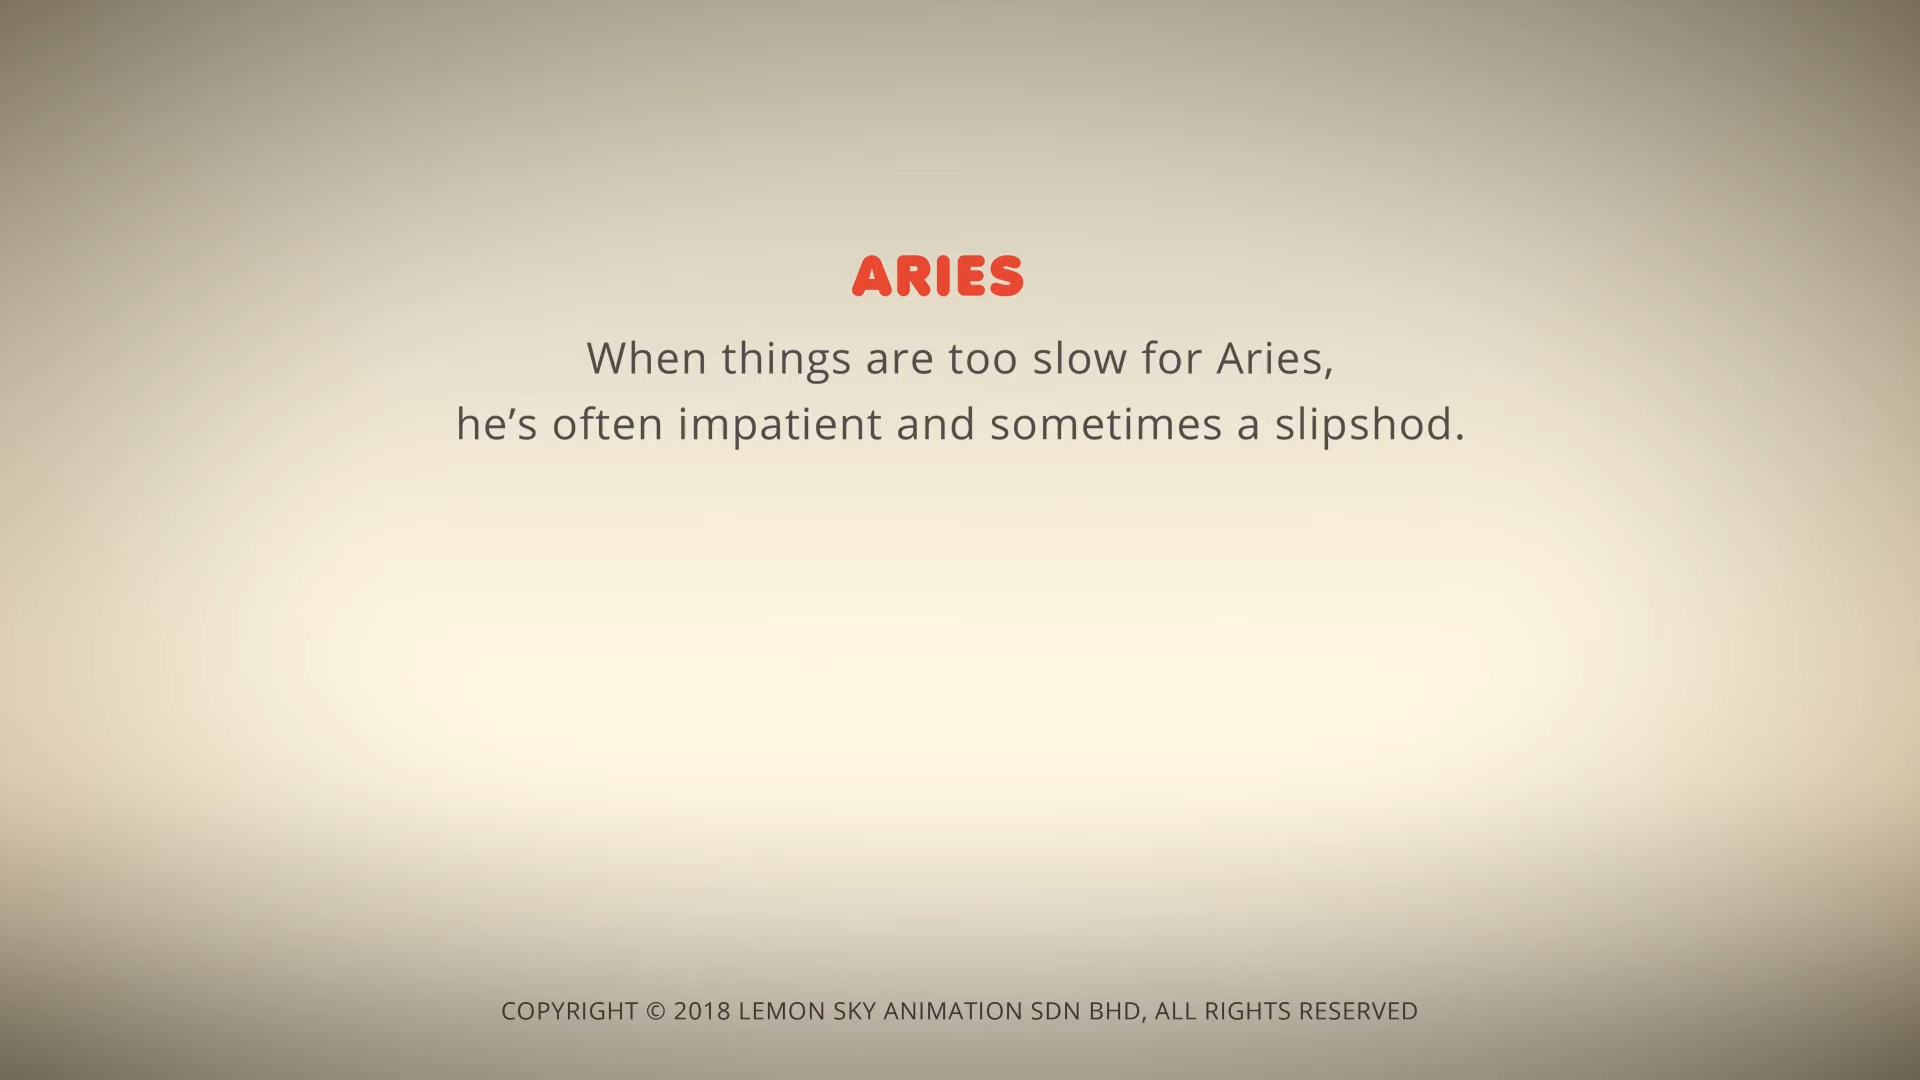 ARIES
When things are too slow for Aries,
he’s often impatient and sometimes a slipshod.
COPYRIGHT © 2018 LEMON SKY ANIMATION SDN BHD, ALL RIGHTS RESERVED